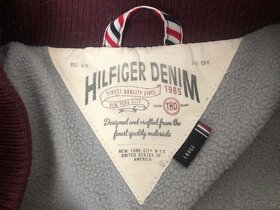 HILFIGER DENIM
FINEST QUALITY SINCE
NEW YORK CITY
1985
THD
Designed and crafted from the
finest quality materials
NEW YORK CITY N.Y.C
UNITED STATES OF
AMERICA
LARGE